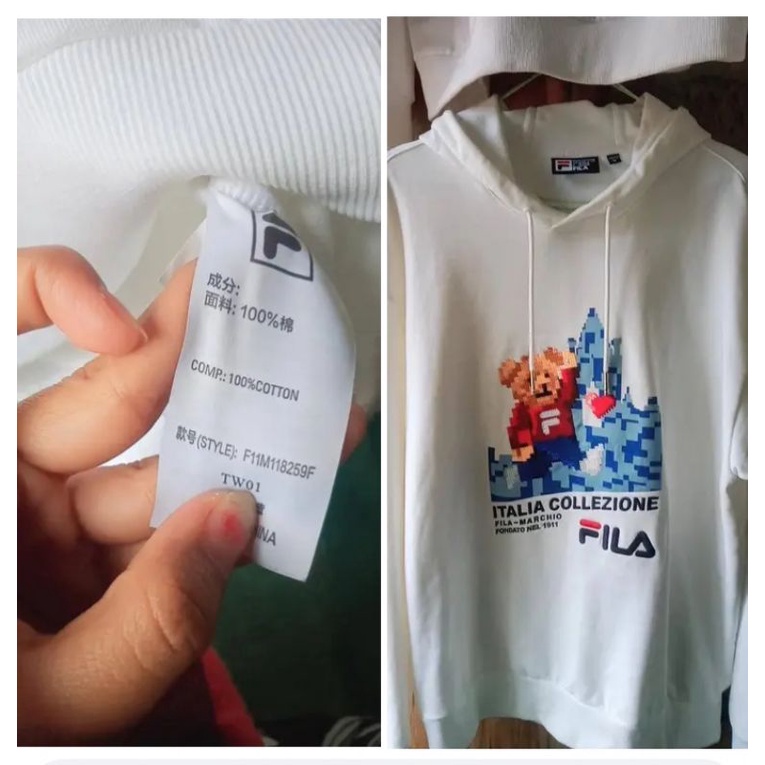 成分:
面料: 100%棉
COMP.: 100%COTTON
款号(STYLE): F11M118259F
TW01
FILA
ITALIA COLLEZIONE
FILA-MARCHIO
FONDATO NEL 1911
FILA